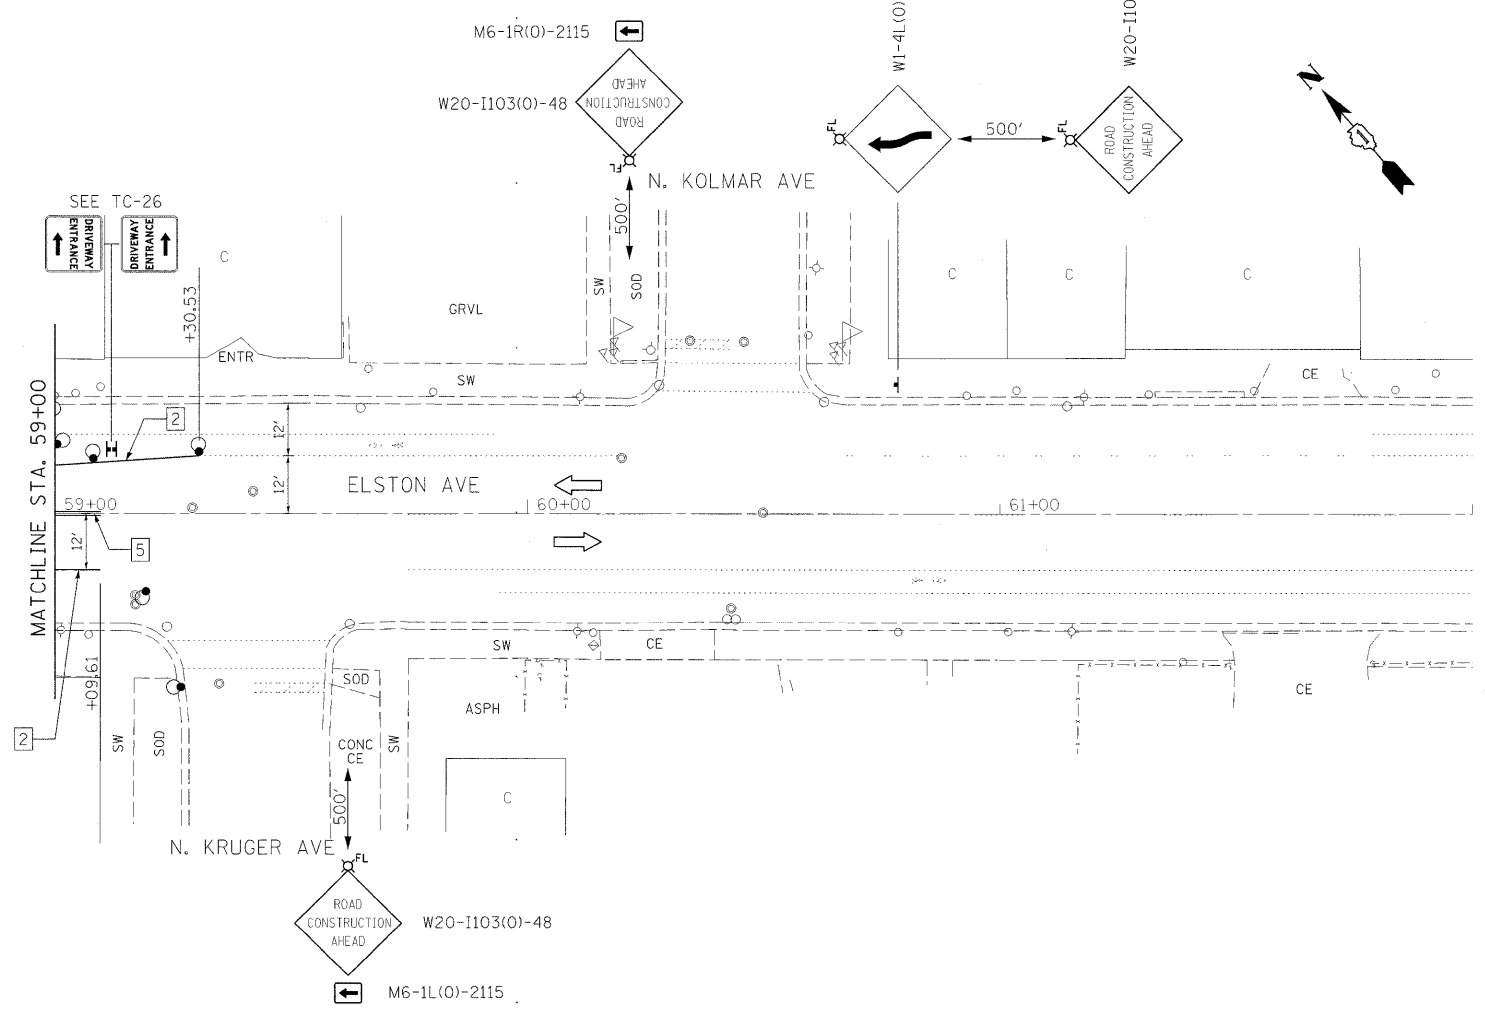 M6-1R(O)-2115
W20-I103(O)-48
ROAD
CONSTRUCTION
AHEAD
FL
500'
N. KOLMAR AVE
W1-4L(O)
W20-I10
FL
500'
FL
ROAD
CONSTRUCTION
AHEAD
N
SEE TC-26
DRIVEWAY
ENTRANCE
DRIVEWAY
ENTRANCE
C
+30.53
ENTR
GRVL
SW
SOD
SW
C
C
C
CE
MATCHLINE STA. 59+00
2
12'
12'
ELSTON AVE
59+00
60+00
61+00
12'
5
+09.61
2
SW
SOD
SOD
CONC
CE
SW
SW
CE
ASPH
C
CE
500'
N. KRUGER AVE
FL
ROAD
CONSTRUCTION
AHEAD
W20-I103(O)-48
M6-1L(O)-2115